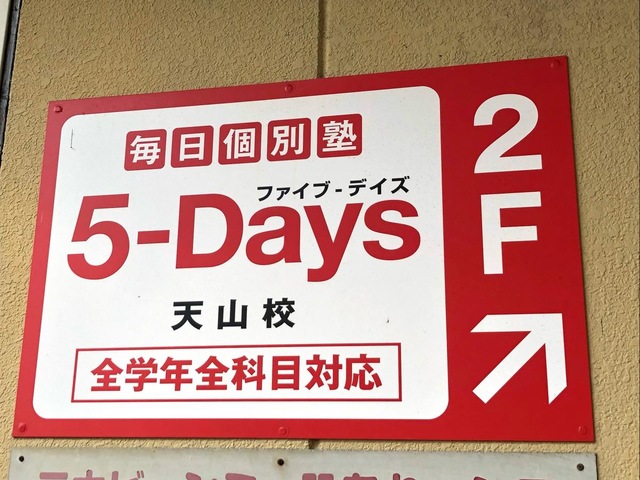 毎日個別塾
ファイブ-デイズ
5-Days
天山校
全学年全科目対応
2F
↗